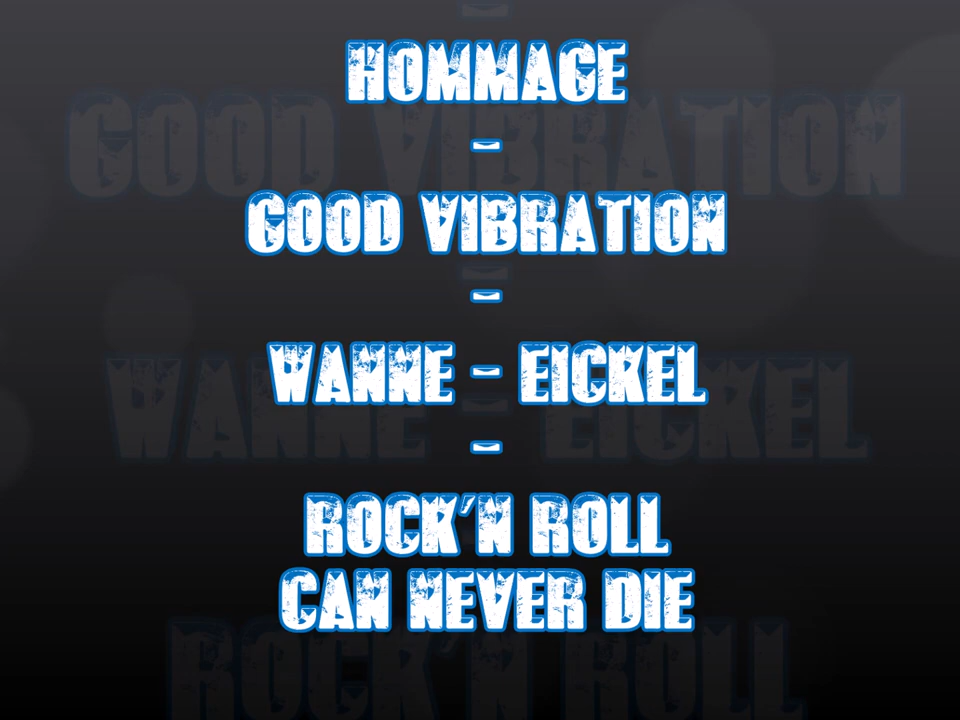 HOMMAGE
-
GOOD VIBRATION
-
WANNE - EICKEL
-
ROCK'N ROLL
CAN NEVER DIE